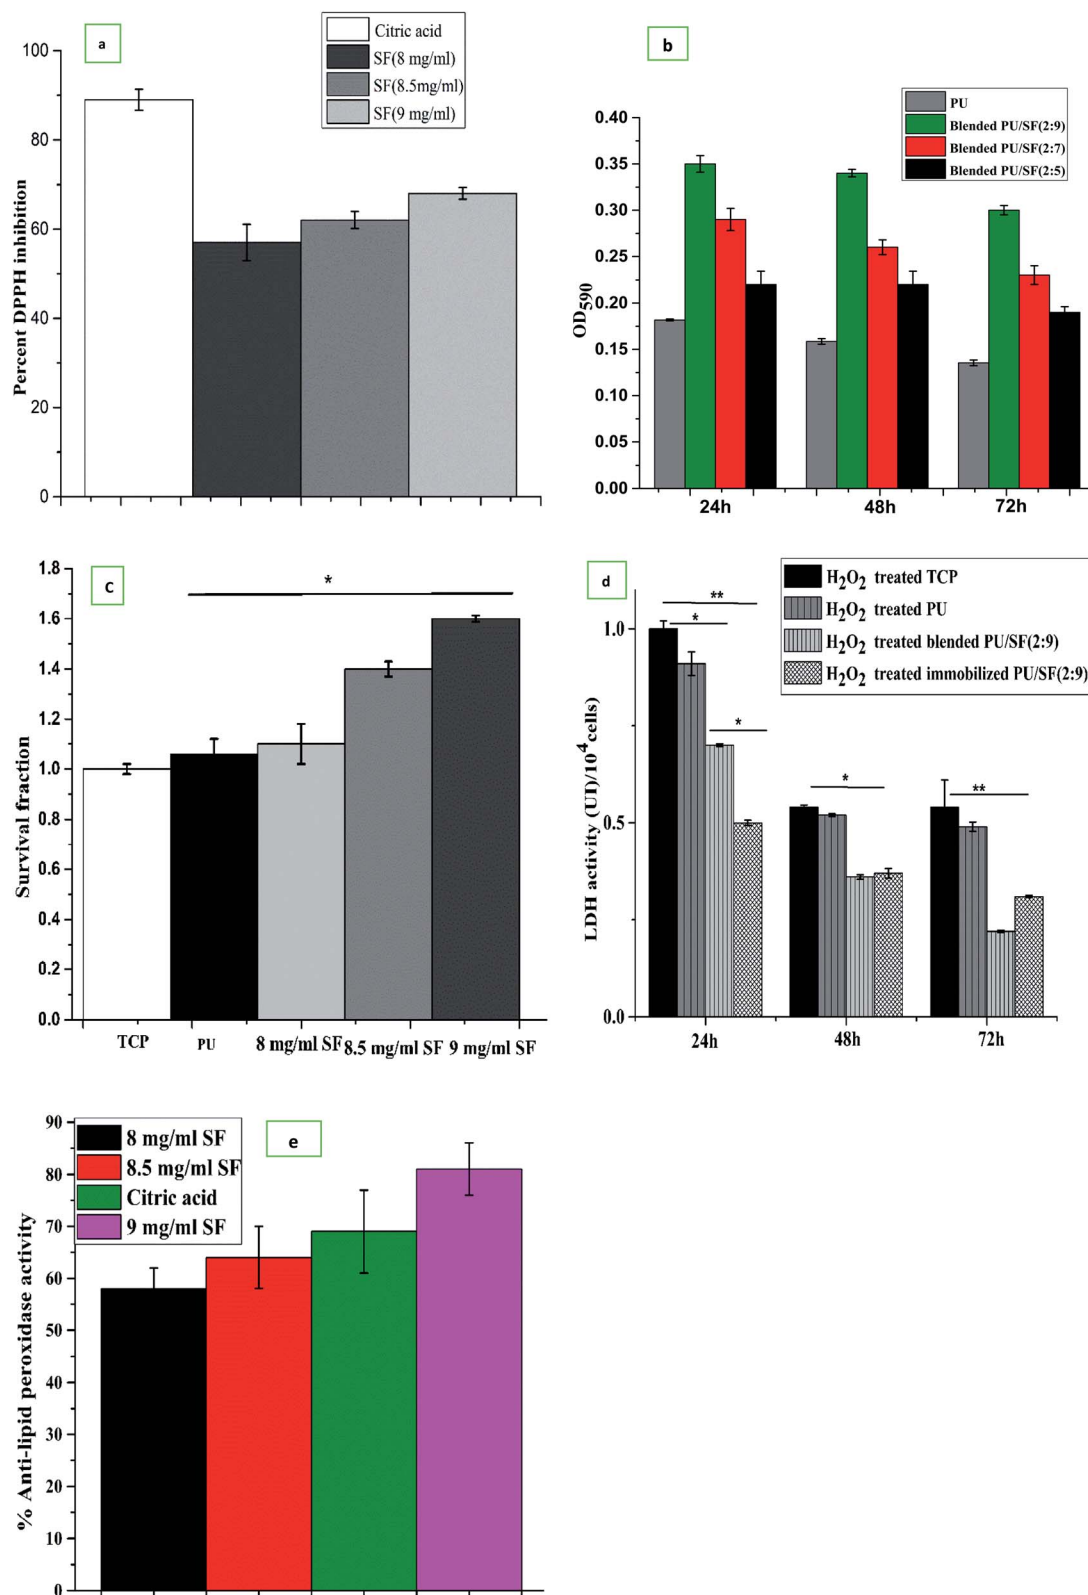 a
Citric acid
SF(8 mg/ml)
SF(8.5mg/ml)
SF(9 mg/ml)
Percent DPPH inhibition
100
80
60
40
20
0
b
PU
Blended PU/SF(2:9)
Blended PU/SF(2:7)
Blended PU/SF(2:5)
OD590
0.40
0.35
0.30
0.25
0.20
0.15
0.10
0.05
0.00
24h 48h 72h
c
*
Survival fraction
1.8
1.6
1.4
1.2
1.0
0.8
0.6
0.4
0.2
0.0
TCP PU 8 mg/ml SF 8.5 mg/ml SF 9 mg/ml SF
d
H2O2 treated TCP
H2O2 treated PU
H2O2 treated blended PU/SF(2:9)
H2O2 treated immobilized PU/SF(2:9)
LDH activity (UI)/10^4cells)
1.0
0.5
0.0
**
*
*
*
**
24h 48h 72h
e
8 mg/ml SF
8.5 mg/ml SF
Citric acid
9 mg/ml SF
% Anti-lipid peroxidase activity
90
80
70
60
50
40
30
20
10
0